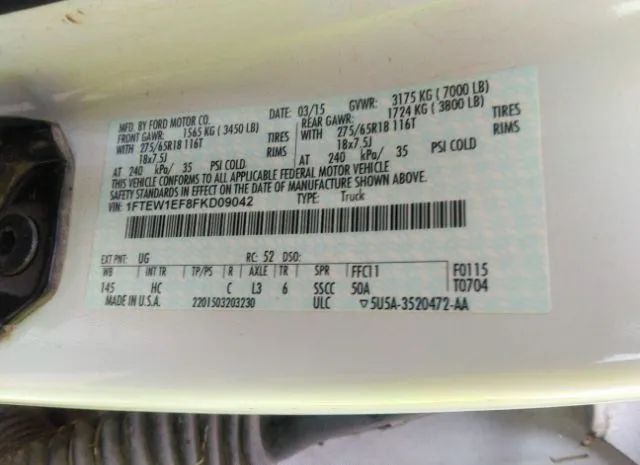 MFD. BY FORD MOTOR CO.
DATE: 03/15 GVWR: 3175 KG ( 7000 LB)
FRONT GAWR: 1565 KG ( 3450 LB)
REAR GAWR: 1724 KG ( 3800 LB)
WITH 275/65R18 116T TIRES
WITH 275/65R18 116T TIRES
18x7.5J RIMS
18x7.5J RIMS
AT 240 kPa/ 35 PSI COLD
AT 240 kPa/ 35 PSI COLD
THIS VEHICLE CONFORMS TO ALL APPLICABLE FEDERAL MOTOR VEHICLE
SAFETY STANDARDS IN EFFECT ON THE DATE OF MANUFACTURE SHOWN ABOVE.
VIN: 1FTEW1EF8FKD09042
TYPE: Truck
EXT PNT: UG RC: 52 DSO:
WB INT TR TP/PS R AXLE TR SPR FFC11 F0115
145 HC C L3 6 SSCC 50A T0704
MADE IN U.S.A. 2201503203230 ULC ▽5U5A-3520472-AA